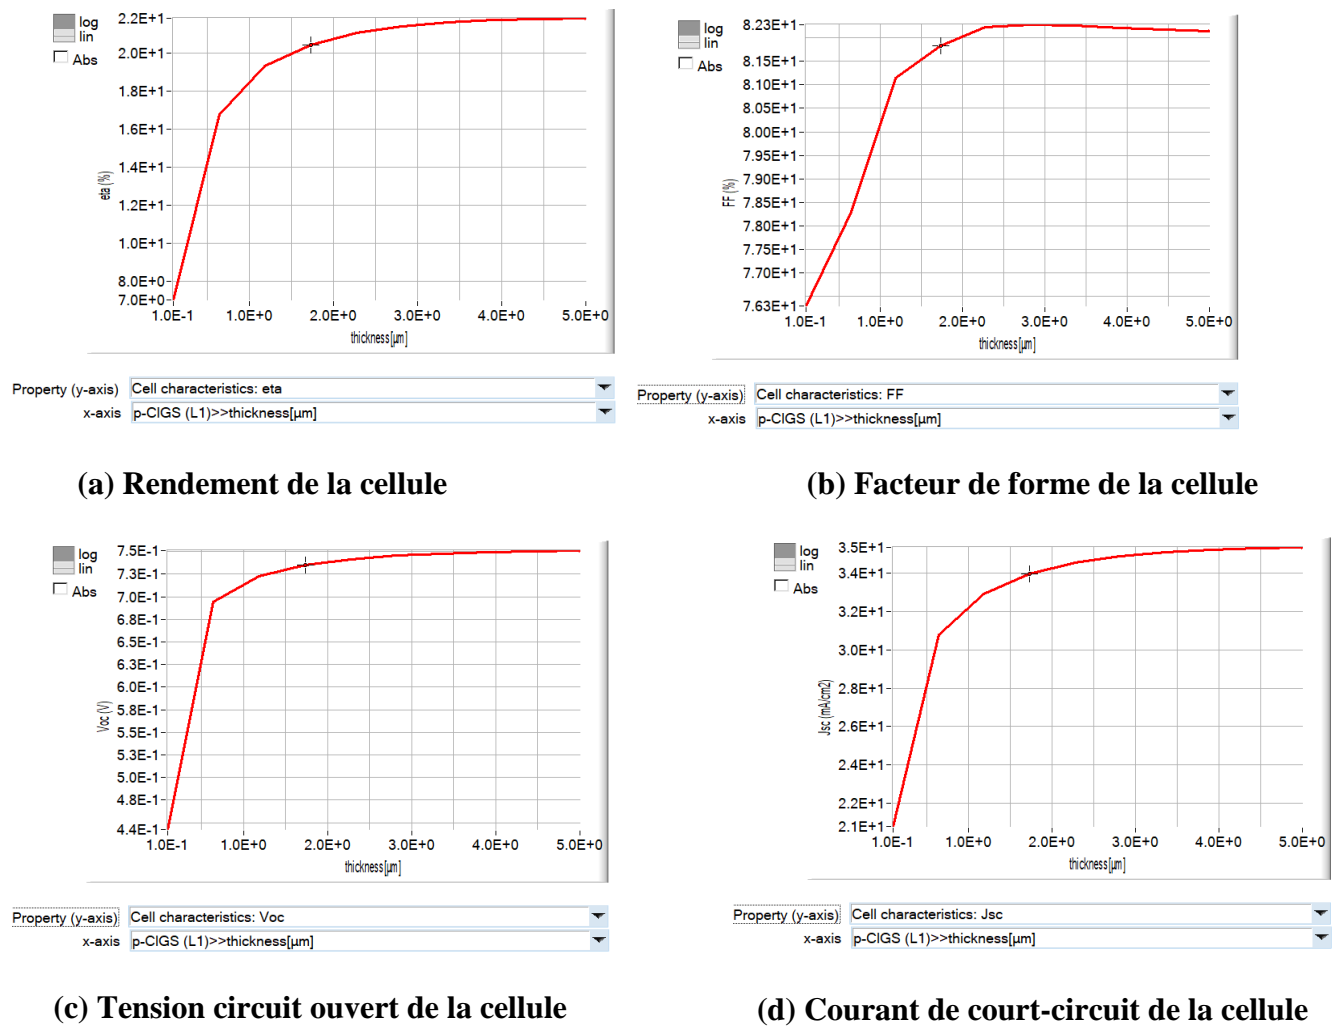 log
lin
Abs
2.2E+1
2.0E+1
1.8E+1
1.6E+1
1.4E+1
1.2E+1
1.0E+1
8.0E+0
7.0E+0
eta (%)
1.0E-1 1.0E+0 2.0E+0 3.0E+0 4.0E+0 5.0E+0
thickness[µm]
Property (y-axis) Cell characteristics: eta
x-axis p-CIGS (L1)>>thickness[µm]
(a) Rendement de la cellule
log
lin
Abs
8.23E+1
8.15E+1
8.10E+1
8.05E+1
8.00E+1
7.95E+1
7.90E+1
7.85E+1
7.80E+1
7.75E+1
7.70E+1
7.63E+1
FF (%)
1.0E-1 1.0E+0 2.0E+0 3.0E+0 4.0E+0 5.0E+0
thickness[µm]
Property (y-axis) Cell characteristics: FF
x-axis p-CIGS (L1)>>thickness[µm]
(b) Facteur de forme de la cellule
log
lin
Abs
7.5E-1
7.3E-1
7.0E-1
6.8E-1
6.5E-1
6.3E-1
6.0E-1
5.8E-1
5.5E-1
5.3E-1
5.0E-1
4.8E-1
4.4E-1
Voc (V)
1.0E-1 1.0E+0 2.0E+0 3.0E+0 4.0E+0 5.0E+0
thickness[µm]
Property (y-axis) Cell characteristics: Voc
x-axis p-CIGS (L1)>>thickness[µm]
(c) Tension circuit ouvert de la cellule
log
lin
Abs
3.5E+1
3.4E+1
3.2E+1
3.0E+1
2.8E+1
2.6E+1
2.4E+1
2.2E+1
2.1E+1
Jsc (mA/cm2)
1.0E-1 1.0E+0 2.0E+0 3.0E+0 4.0E+0 5.0E+0
thickness[µm]
Property (y-axis) Cell characteristics: Jsc
x-axis p-CIGS (L1)>>thickness[µm]
(d) Courant de court-circuit de la cellule